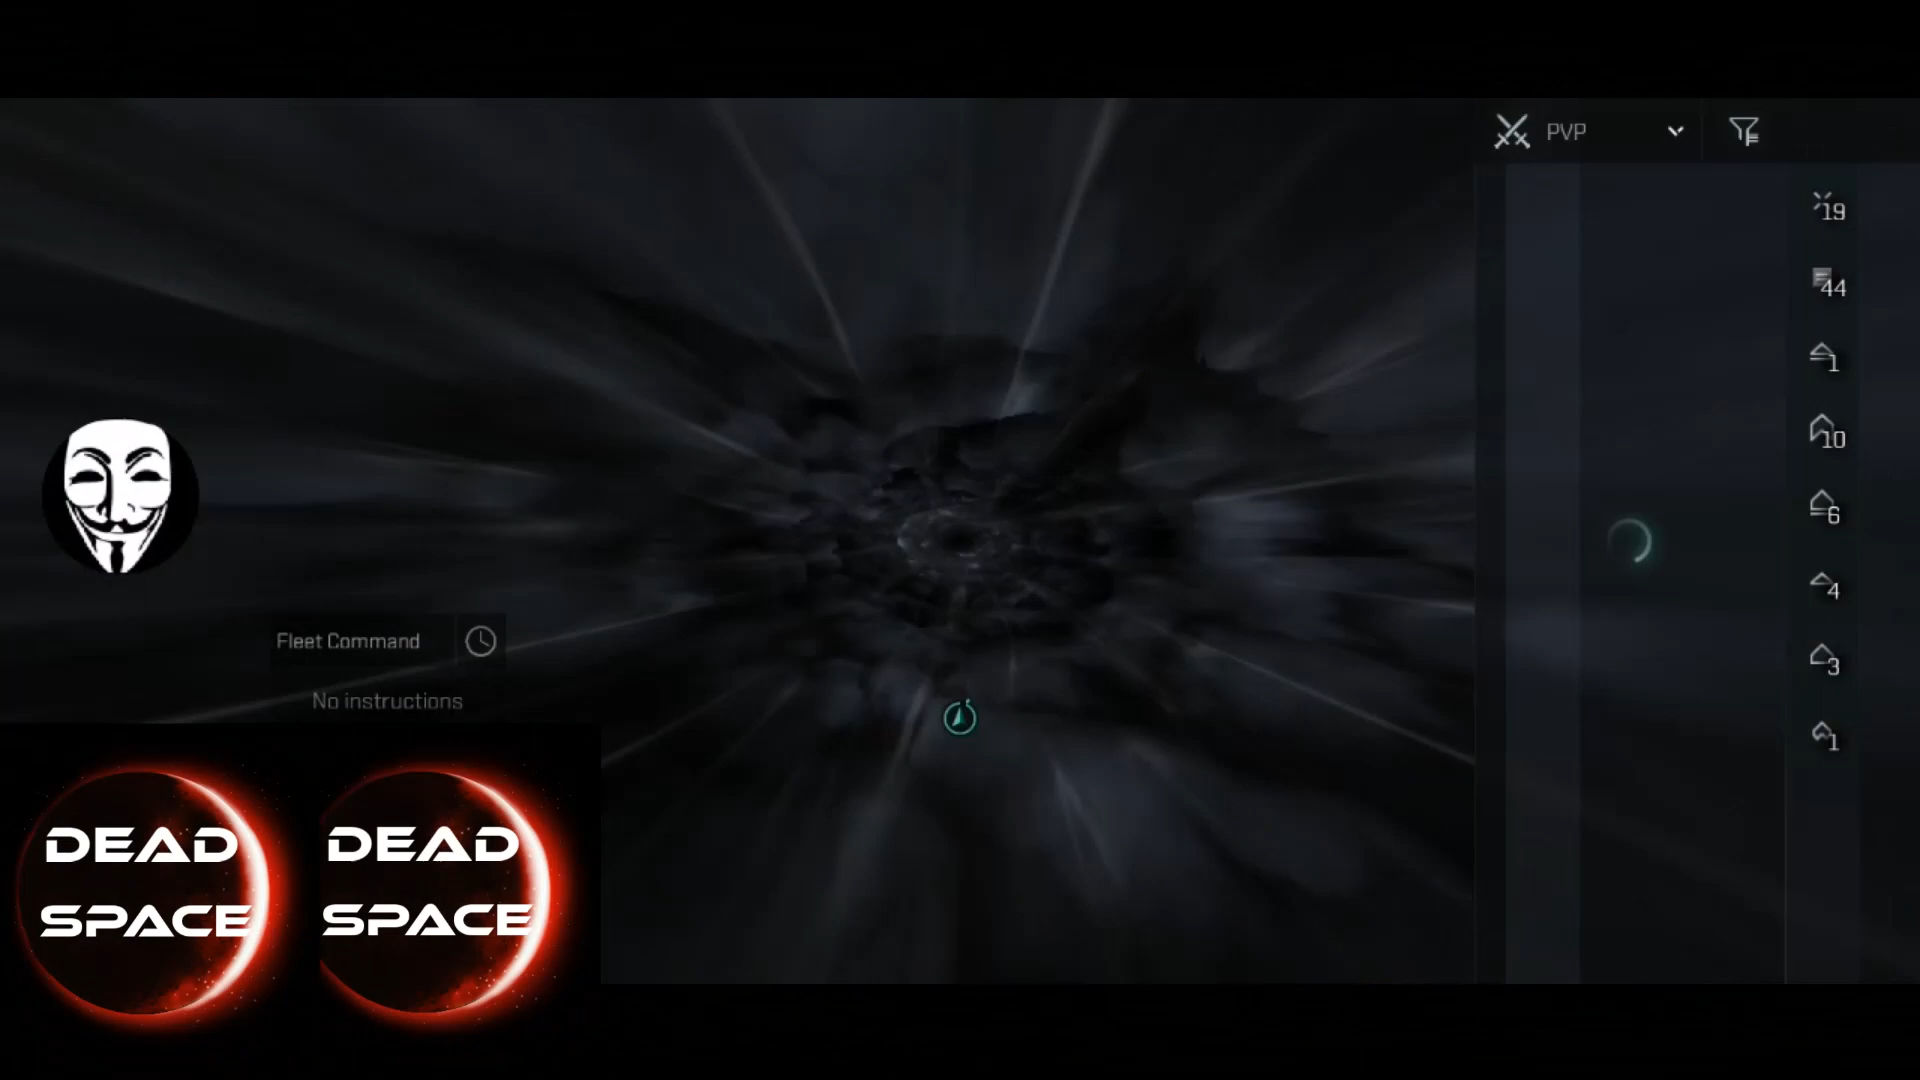 PVP
19
44
1
10
6
4
3
1
Fleet Command
No instructions
DEAD
SPACE
DEAD
SPACE